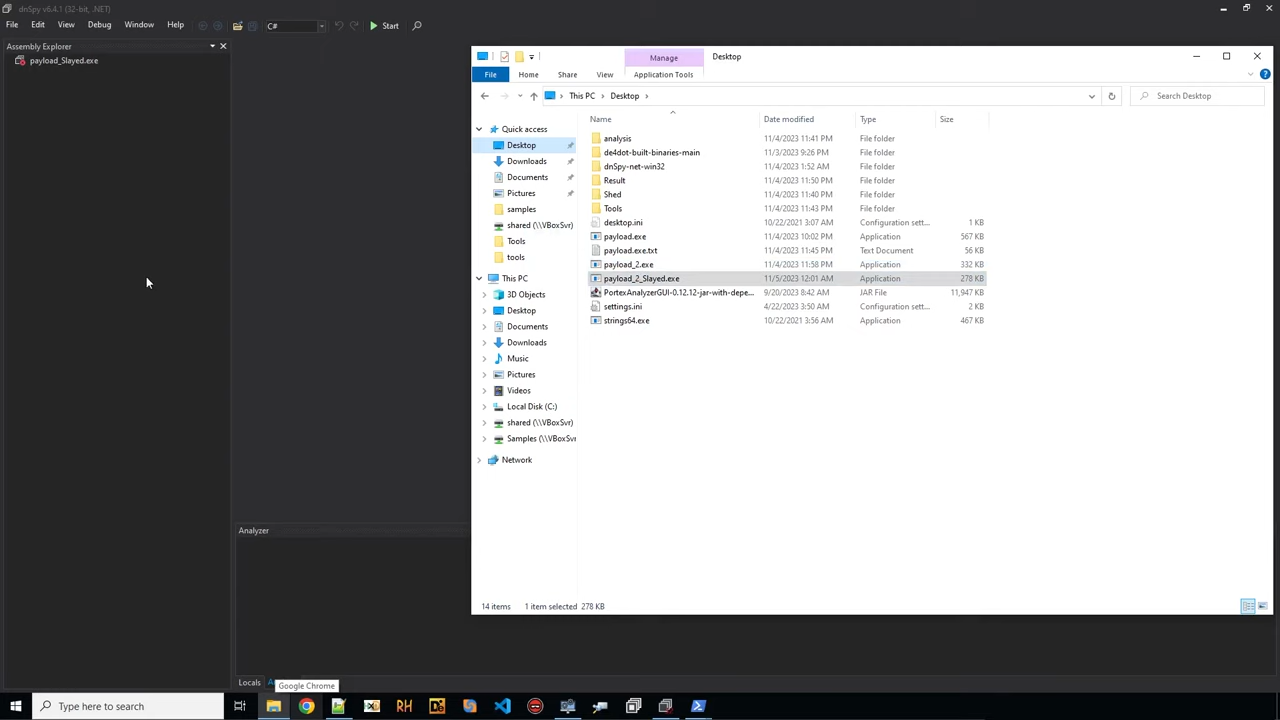 dnSpy v6.4.1 (32-bit, .NET)
File Edit View Debug Window Help C# Start
Assembly Explorer
payload_Slayed.exe
Manage Desktop
File Home Share View Application Tools
This PC Desktop Search Desktop
Name Date modified Type Size
Quick access
Desktop
Downloads
Documents
Pictures
samples
shared (\\VBoxSvr)
Tools
tools
This PC
3D Objects
Desktop
Documents
Downloads
Music
Pictures
Videos
Local Disk (C:)
shared (\\VBoxSvr)
Samples (\\VBoxSvr
Network
analysis 11/4/2023 11:41 PM File folder
de4dot-built-binaries-main 11/3/2023 9:26 PM File folder
dnSpy-net-win32 11/4/2023 1:52 AM File folder
Result 11/4/2023 11:50 PM File folder
Shed 11/4/2023 11:40 PM File folder
Tools 11/4/2023 11:43 PM File folder
desktop.ini 10/22/2021 3:07 AM Configuration sett... 1 KB
payload.exe 11/4/2023 10:02 PM Application 567 KB
payload.exe.txt 11/4/2023 11:45 PM Text Document 56 KB
payload_2.exe 11/4/2023 11:58 PM Application 332 KB
payload_2_Slayed.exe 11/5/2023 12:01 AM Application 278 KB
PortexAnalyzerGUI-0.12.12-jar-with-depe... 9/20/2023 8:42 AM JAR File 11,947 KB
settings.ini 4/22/2023 3:50 AM Configuration sett... 2 KB
strings64.exe 10/22/2021 3:56 AM Application 467 KB
14 items 1 item selected 278 KB
Analyzer
Locals
Google Chrome
Type here to search
RH